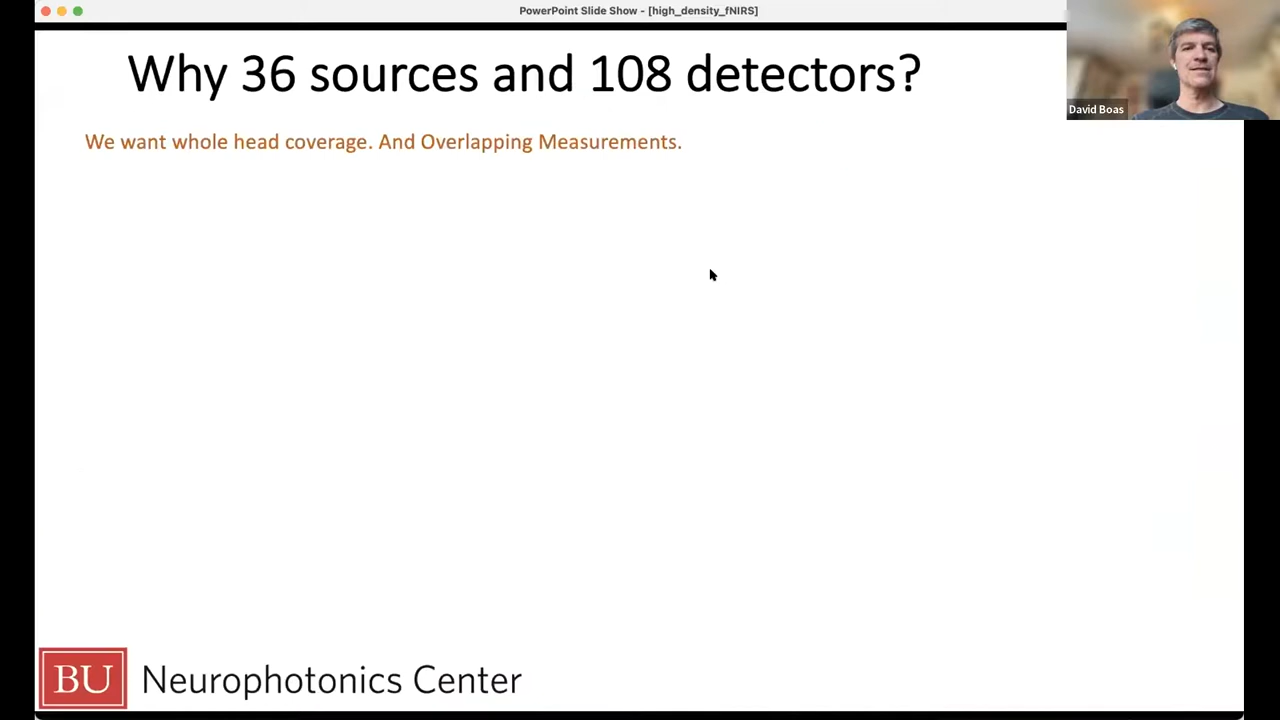 PowerPoint Slide Show - [high_density_fNIRS]
Why 36 sources and 108 detectors?
David Boas
We want whole head coverage. And Overlapping Measurements.
BU Neurophotonics Center